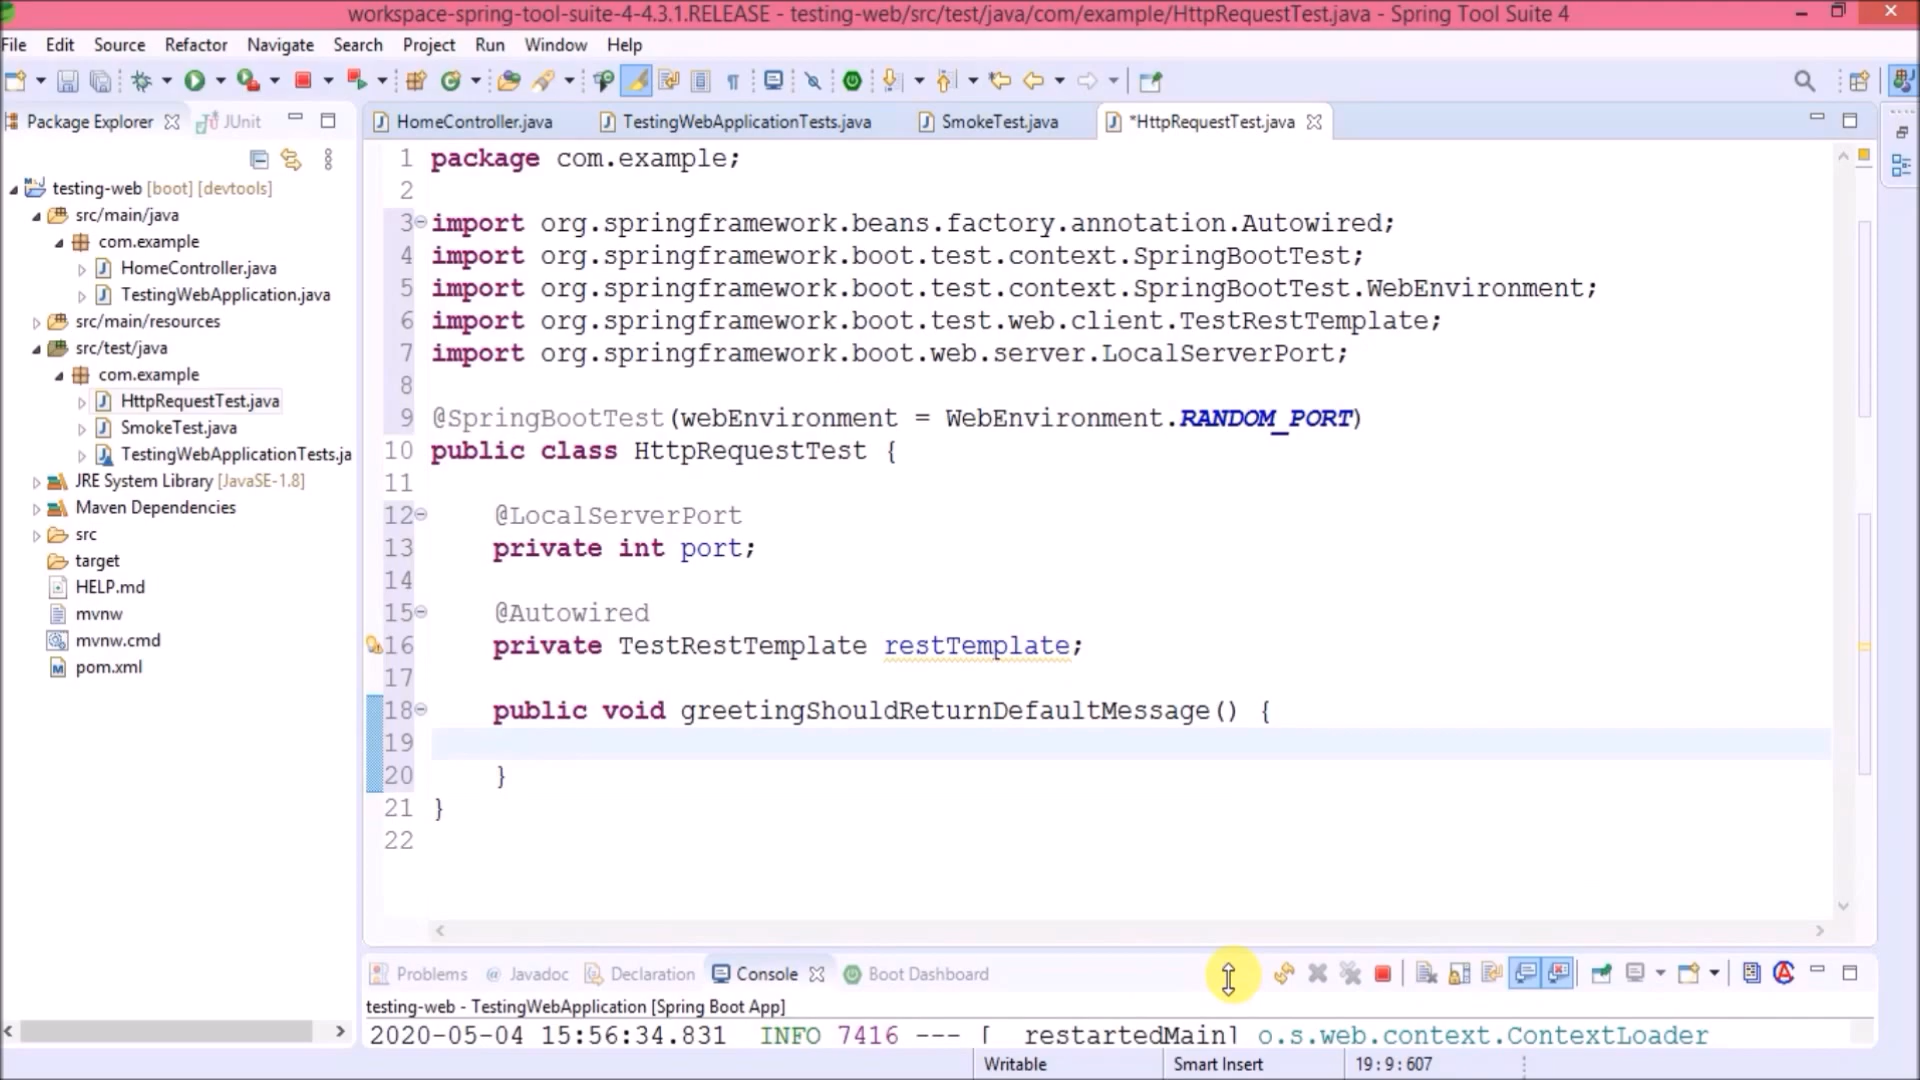 workspace-spring-tool-suite-4-4.3.1.RELEASE - testing-web/src/test/java/com/example/HttpRequestTest.java - Spring Tool Suite 4
File Edit Source Refactor Navigate Search Project Run Window Help
Package Explorer JUnit
HomeController.java TestingWebApplicationTests.java SmokeTest.java *HttpRequestTest.java
testing-web [boot] [devtools]
src/main/java
com.example
HomeController.java
TestingWebApplication.java
src/main/resources
src/test/java
com.example
HttpRequestTest.java
SmokeTest.java
TestingWebApplicationTests.ja
JRE System Library [JavaSE-1.8]
Maven Dependencies
src
target
HELP.md
mvnw
mvnw.cmd
pom.xml
1 package com.example;
2
3 import org.springframework.beans.factory.annotation.Autowired;
4 import org.springframework.boot.test.context.SpringBootTest;
5 import org.springframework.boot.test.context.SpringBootTest.WebEnvironment;
6 import org.springframework.boot.test.web.client.TestRestTemplate;
7 import org.springframework.boot.web.server.LocalServerPort;
8
9 @SpringBootTest(webEnvironment = WebEnvironment.RANDOM_PORT)
10 public class HttpRequestTest {
11
12 @LocalServerPort
13 private int port;
14
15 @Autowired
16 private TestRestTemplate restTemplate;
17
18 public void greetingShouldReturnDefaultMessage() {
19
20 }
21 }
22
Problems @ Javadoc Declaration Console Boot Dashboard
testing-web - TestingWebApplication [Spring Boot App]
2020-05-04 15:56:34.831 INFO 7416 --- [ restartedMain] o.s.web.context.ContextLoader
Writable Smart Insert 19 : 9 : 607